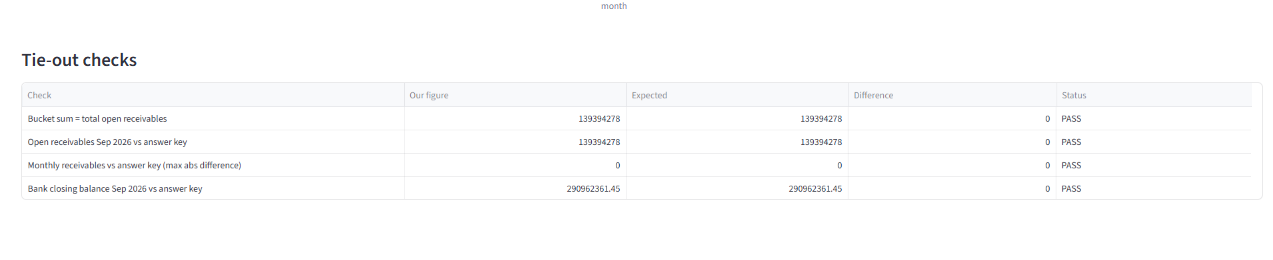 month
Tie-out checks
Check Our figure Expected Difference Status
Bucket sum = total open receivables 139394278 139394278 0 PASS
Open receivables Sep 2026 vs answer key 139394278 139394278 0 PASS
Monthly receivables vs answer key (max abs difference) 0 0 0 PASS
Bank closing balance Sep 2026 vs answer key 290962361.45 290962361.45 0 PASS